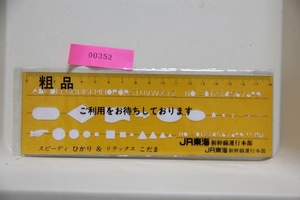 00352
粗品
ABCDEFGHIJKLMNOPQRSTUVWXYZ
ご利用をお待ちしております
JR東海 新幹線運行本部
JR東海 新幹線運行本部
スピーディ ひかり & リラックス こだま